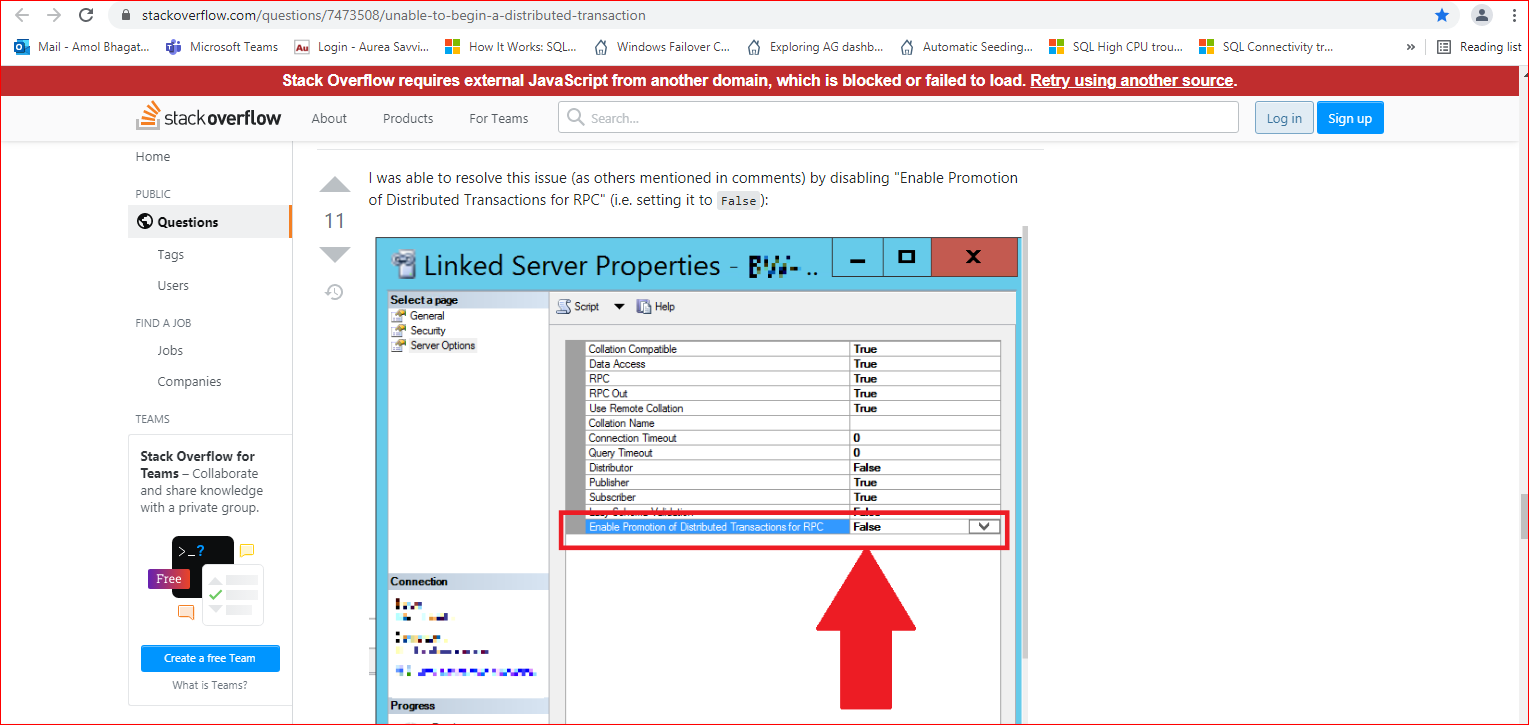 stackoverflow.com/questions/7473508/unable-to-begin-a-distributed-transaction
Mail - Amol Bhagat...
Microsoft Teams
Au Login - Aurea Savvi...
How It Works: SQL...
Windows Failover C...
Exploring AG dashb...
Automatic Seeding...
SQL High CPU trou...
SQL Connectivity tr...
»
Reading list
Stack Overflow requires external JavaScript from another domain, which is blocked or failed to load. Retry using another source.
stackoverflow
About
Products
For Teams
Search...
Log in
Sign up
Home
PUBLIC
Questions
Tags
Users
FIND A JOB
Jobs
Companies
TEAMS
Stack Overflow for
Teams – Collaborate
and share knowledge
with a private group.
>_?
Free
Create a free Team
What is Teams?
11
I was able to resolve this issue (as others mentioned in comments) by disabling "Enable Promotion
of Distributed Transactions for RPC" (i.e. setting it to False):
Linked Server Properties -
Select a page
General
Security
Server Options
Script
Help
Collation Compatible True
Data Access True
RPC True
RPC Out True
Use Remote Collation True
Collation Name
Connection Timeout 0
Query Timeout 0
Distributor False
Publisher True
Subscriber True
Lazy Schema Validation False
Enable Promotion of Distributed Transactions for RPC False
Connection
Progress